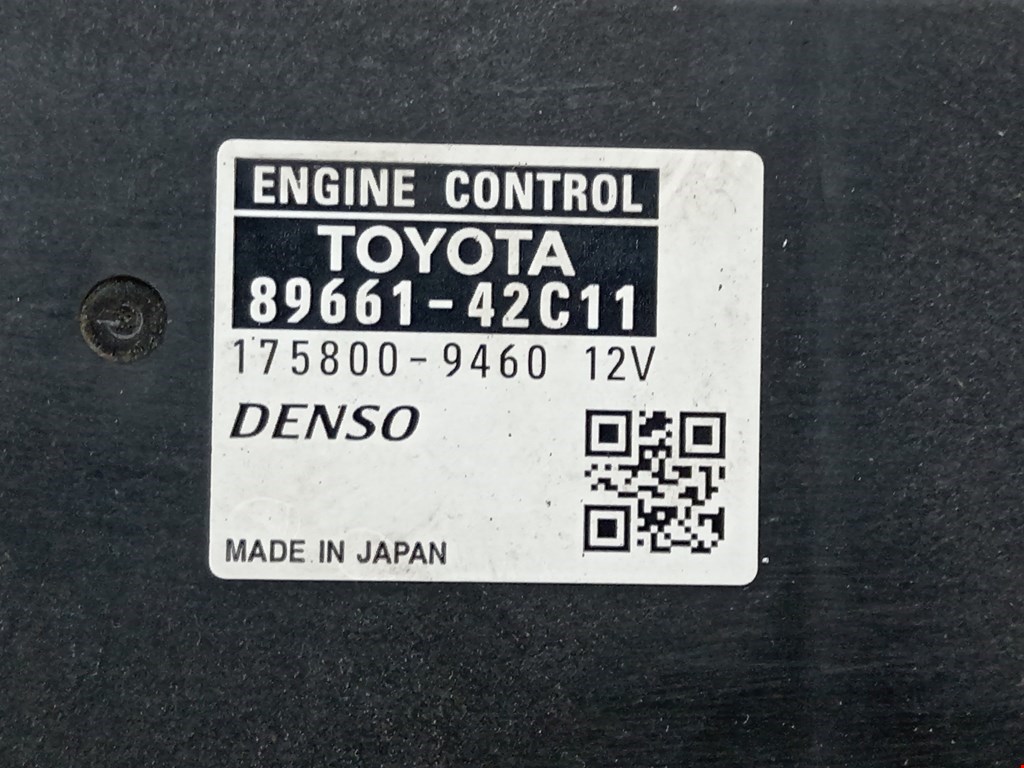 ENGINE CONTROL
TOYOTA
89661-42C11
175800-9460 12V
DENSO
MADE IN JAPAN